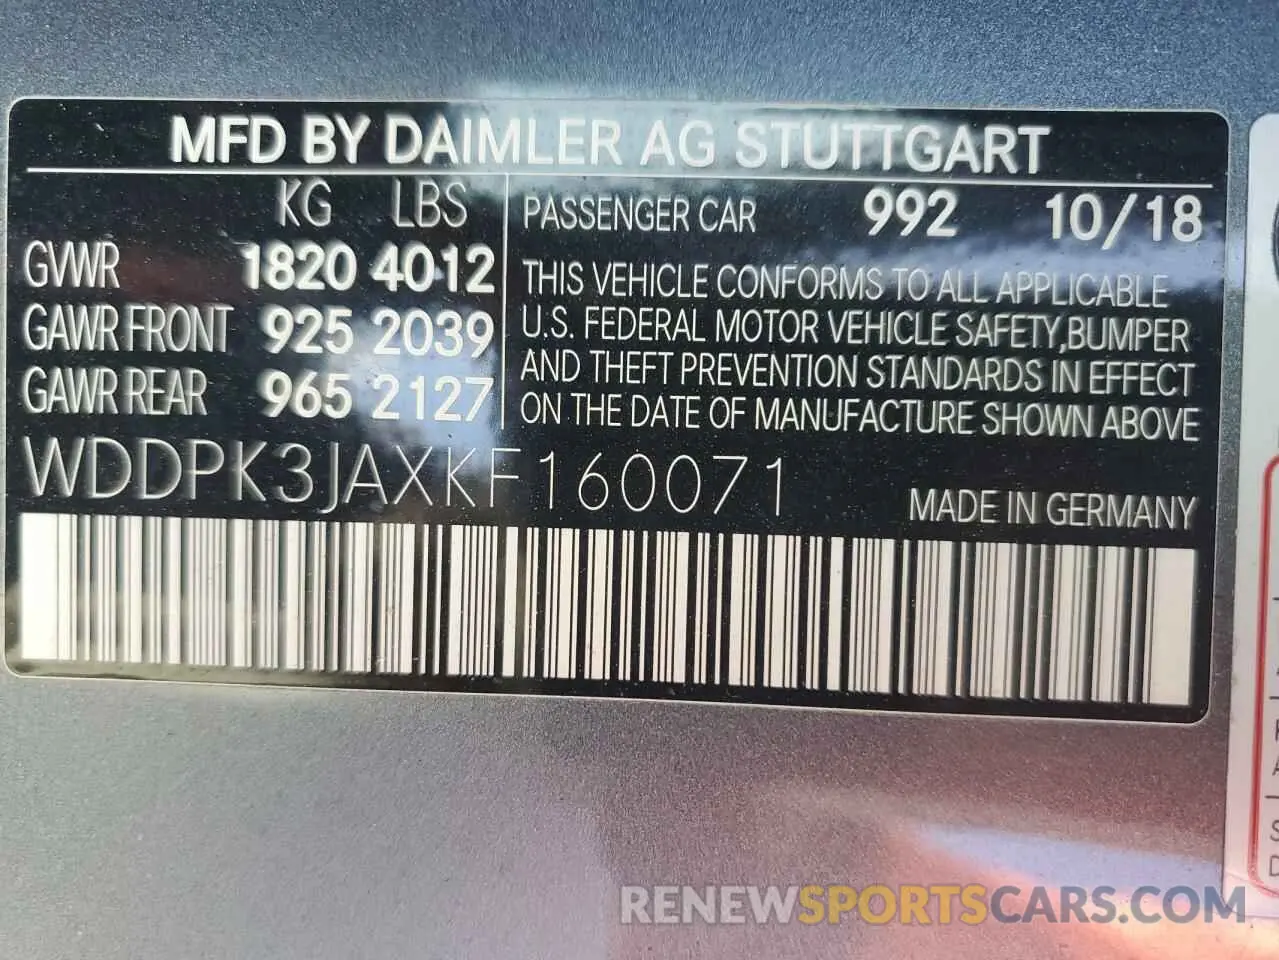 MFD BY DAIMLER AG STUTTGART
KG LBS
GVWR 1820 4012
GAWR FRONT 925 2039
GAWR REAR 965 2127
PASSENGER CAR 992 10/18
THIS VEHICLE CONFORMS TO ALL APPLICABLE
U.S. FEDERAL MOTOR VEHICLE SAFETY, BUMPER
AND THEFT PREVENTION STANDARDS IN EFFECT
ON THE DATE OF MANUFACTURE SHOWN ABOVE
WDDPK3JAXKF160071
MADE IN GERMANY
RENEWSPORTSCARS.COM